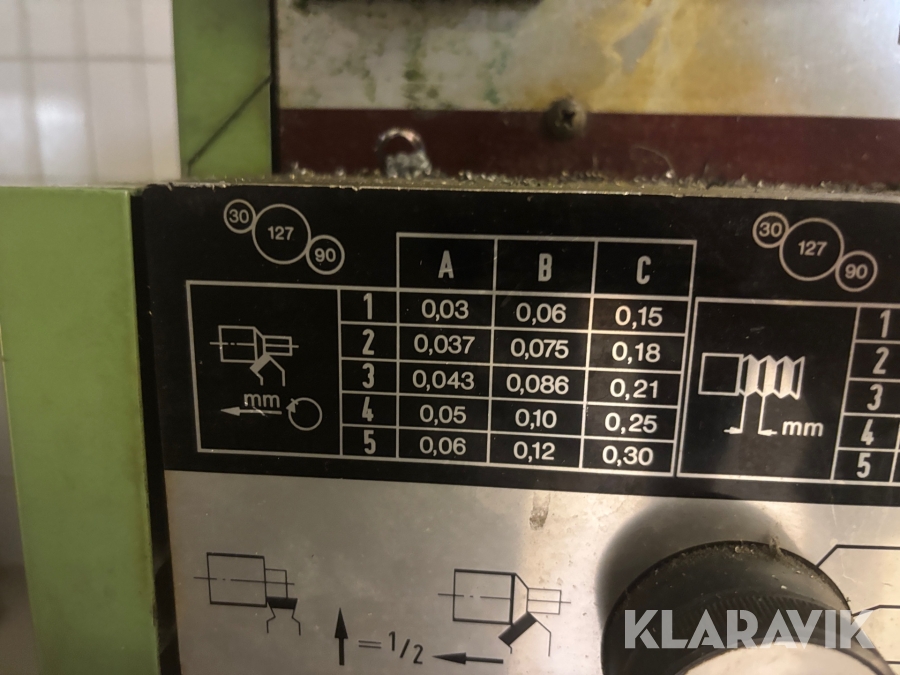 30 127 90
30 127 90
A B C
1 0,03 0,06 0,15
2 0,037 0,075 0,18
3 0,043 0,086 0,21
4 0,05 0,10 0,25
5 0,06 0,12 0,30
mm
1
2
3
4
5
mm
= 1/2
KLARAVIK